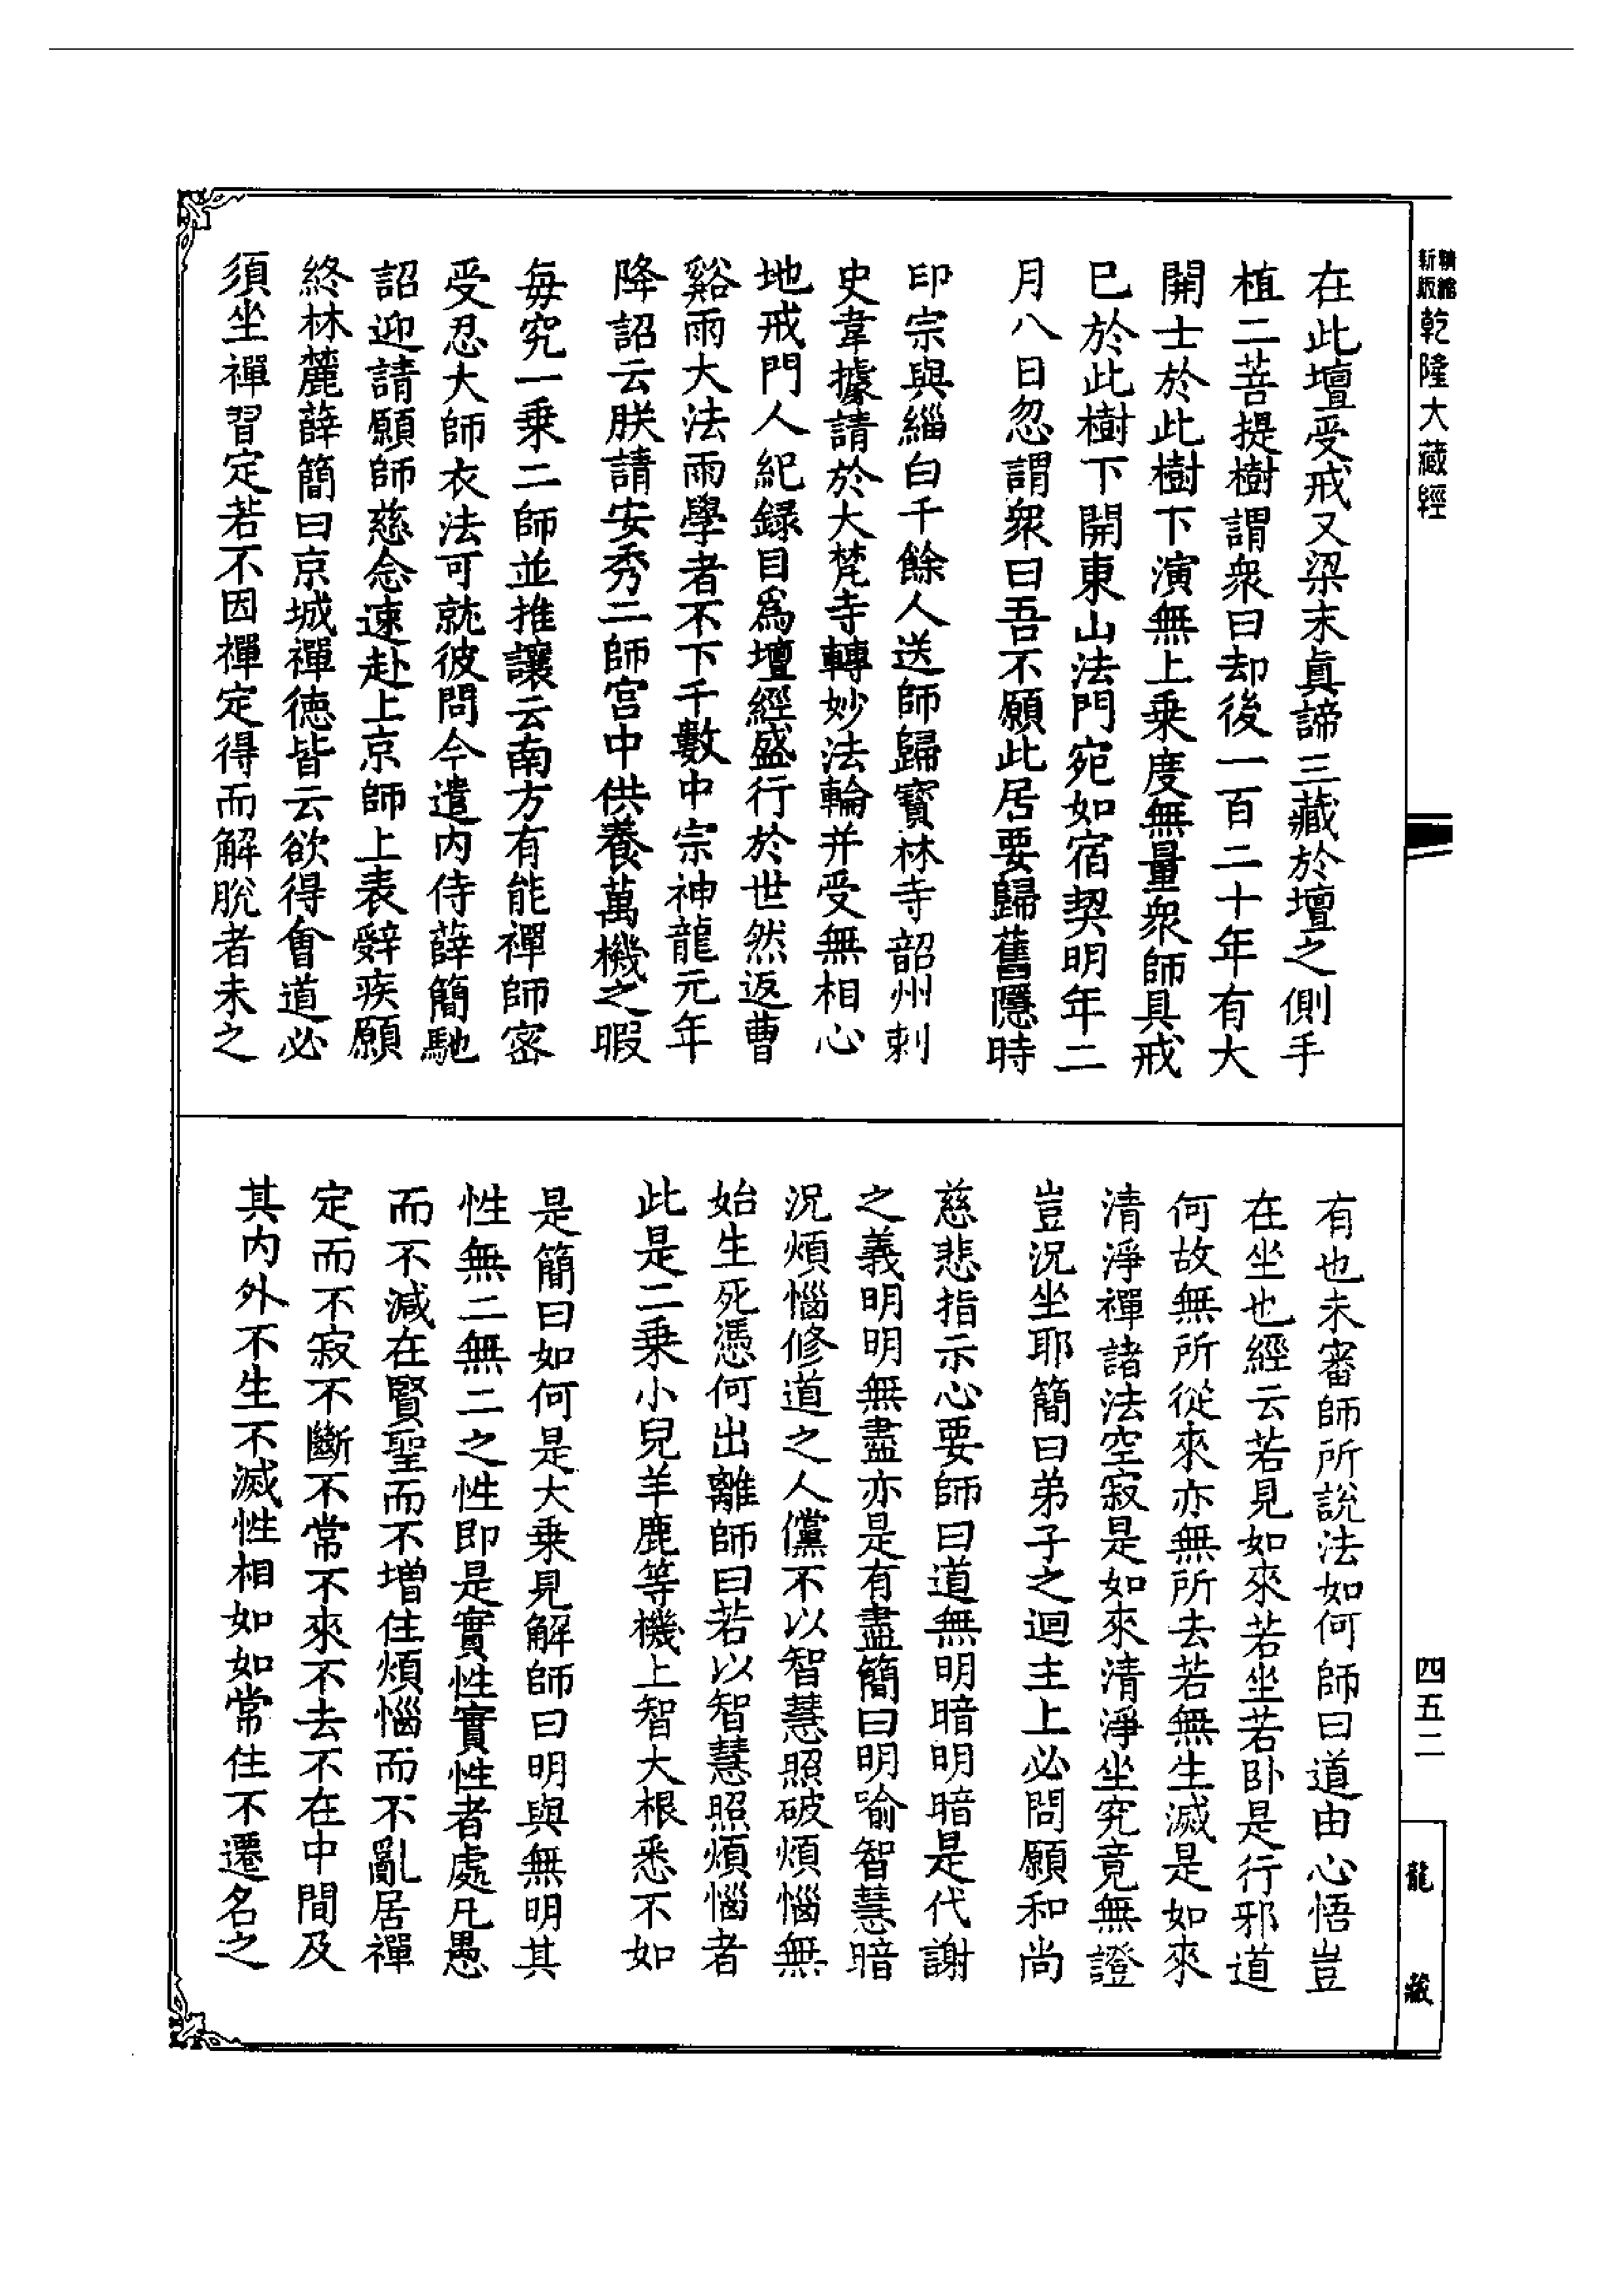 新版精縮乾隆大藏經
在此壇受戒又梁末真諦三藏於壇之側手
植二菩提樹謂衆曰却後一百二十年有大
開士於此樹下演無上乗度無量衆師具戒
巳於此樹下開東山法門宛如宿契明年二
月八日忽謂衆曰吾不願此居要歸舊隱時
印宗與緇白千餘人送師歸寳林寺韶州刺
史韋據請於大梵寺轉妙法輪并受無相心
地戒門人紀録目爲壇經盛行於世然返曹
谿雨大法雨學者不下千數中宗神龍元年
降詔云朕請安秀二師宫中供養萬機之暇
每究一乗二師並推讓云南方有能禪師密
受忍大師衣法可就彼問今遣内侍薛簡馳
詔迎請願師慈念速赴上京師上表辤疾願
終林麓薛簡曰京城禪徳皆云欲得會道必
須坐禪習定若不因禪定得而解脫者未之
有也未審師所說法如何師曰道由心悟豈
在坐也經云若見如來若坐若卧是行邪道
何故無所從來亦無所去若無生滅是如來
清淨禪諸法空寂是如來清淨坐究竟無證
豈況坐耶簡曰弟子之迴主上必問願和尚
慈悲指示心要師曰道無明暗明暗是代謝
之義明明無盡亦是有盡簡曰明喻智慧暗
況煩惱修道之人儻不以智慧照破煩惱無
始生死憑何出離師曰若以智慧照煩惱者
此是二乗小兒羊鹿等機上智大根悉不如
是簡曰如何是大乗見解師曰明與無明其
性無二無二之性即是實性實性者處凡愚
而不減在賢聖而不增住煩惱而不亂居禪
定而不寂不斷不常不來不去不在中間及
其内外不生不滅性相如如常住不遷名之
四五二
龍藏